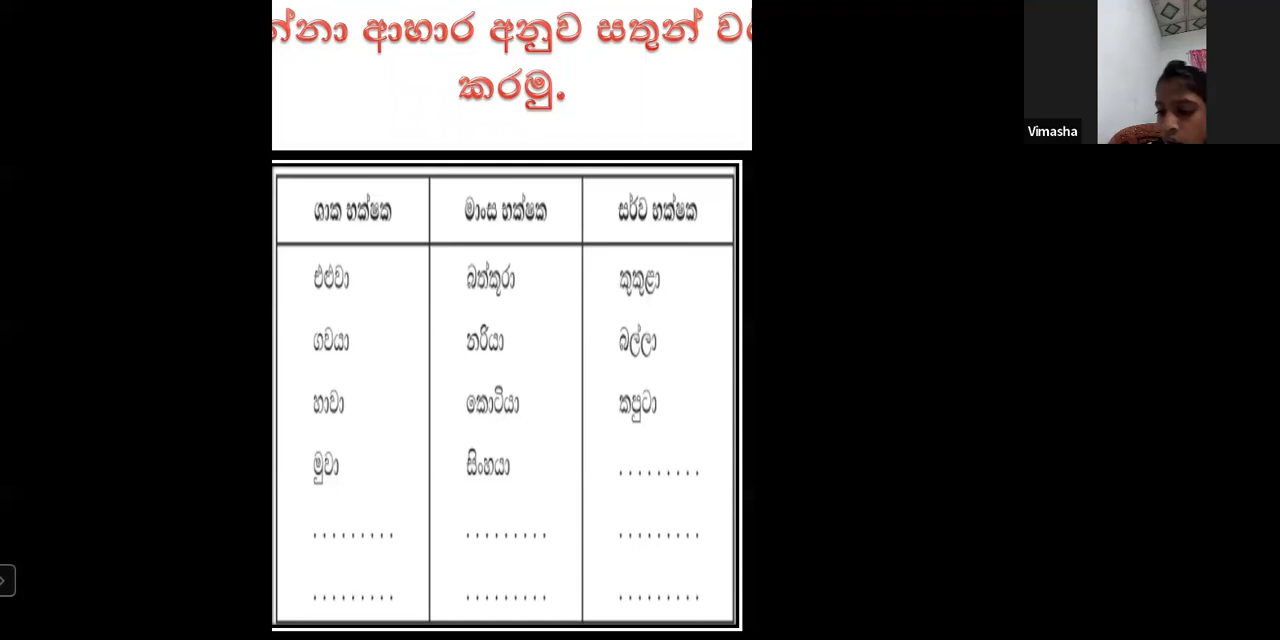 න්නා ආහාර අනුව සතුන් ව
කරමු.
Vimasha
ශාක භක්ෂක මාංස භක්ෂක සර්ව භක්ෂක
එළුවා බත්කූරා කුකුළා
ගවයා නරියා බල්ලා
හාවා කොටියා කපුටා
මුවා සිංහයා .........
......... ......... .........
......... ......... .........